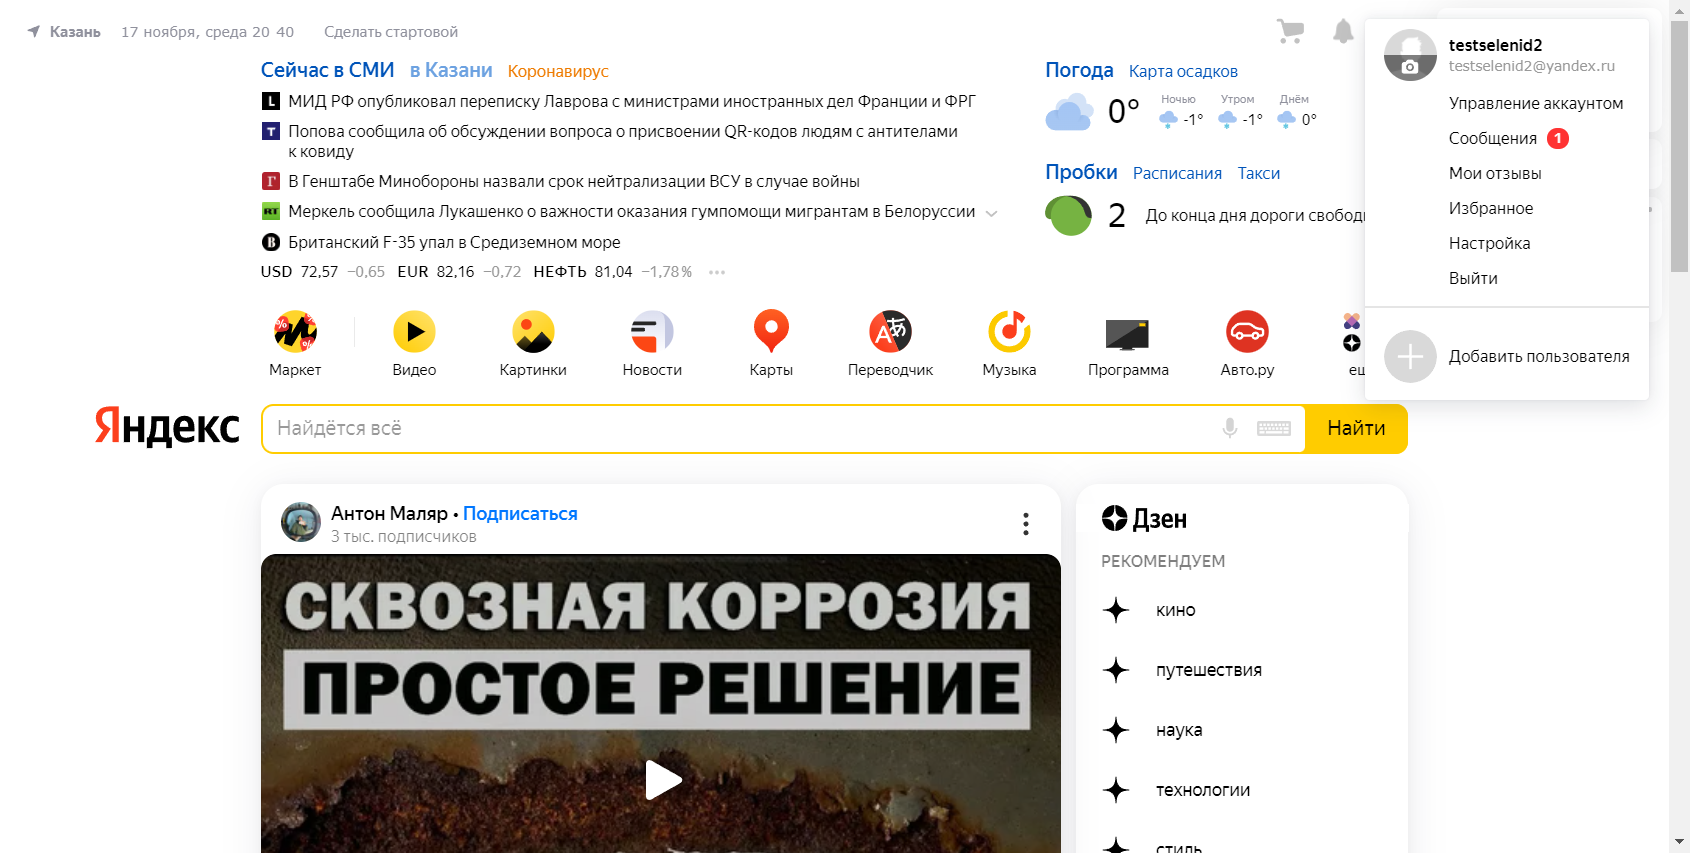 Казань 17 ноября, среда 20 40 Сделать стартовой
Сейчас в СМИ в Казани Коронавирус
МИД РФ опубликовал переписку Лаврова с министрами иностранных дел Франции и ФРГ
Попова сообщила об обсуждении вопроса о присвоении QR-кодов людям с антителами
к ковиду
В Генштабе Минобороны назвали срок нейтрализации ВСУ в случае войны
Меркель сообщила Лукашенко о важности оказания гумпомощи мигрантам в Белоруссии
Британский F-35 упал в Средиземном море
USD 72,57 −0,65 EUR 82,16 −0,72 НЕФТЬ 81,04 −1,78% •••
Погода Карта осадков
0° Ночью -1° Утром -1° Днём 0°
Пробки Расписания Такси
2 До конца дня дороги свобод
testselenid2
testselenid2@yandex.ru
Управление аккаунтом
Сообщения 1
Мои отзывы
Избранное
Настройка
Выйти
Добавить пользователя
Маркет Видео Картинки Новости Карты Переводчик Музыка Программа Авто.ру ещ
Яндекс Найдётся всё Найти
Антон Маляр • Подписаться
3 тыс. подписчиков
СКВОЗНАЯ КОРРОЗИЯ
ПРОСТОЕ РЕШЕНИЕ
Дзен
РЕКОМЕНДУЕМ
кино
путешествия
наука
технологии
стиль